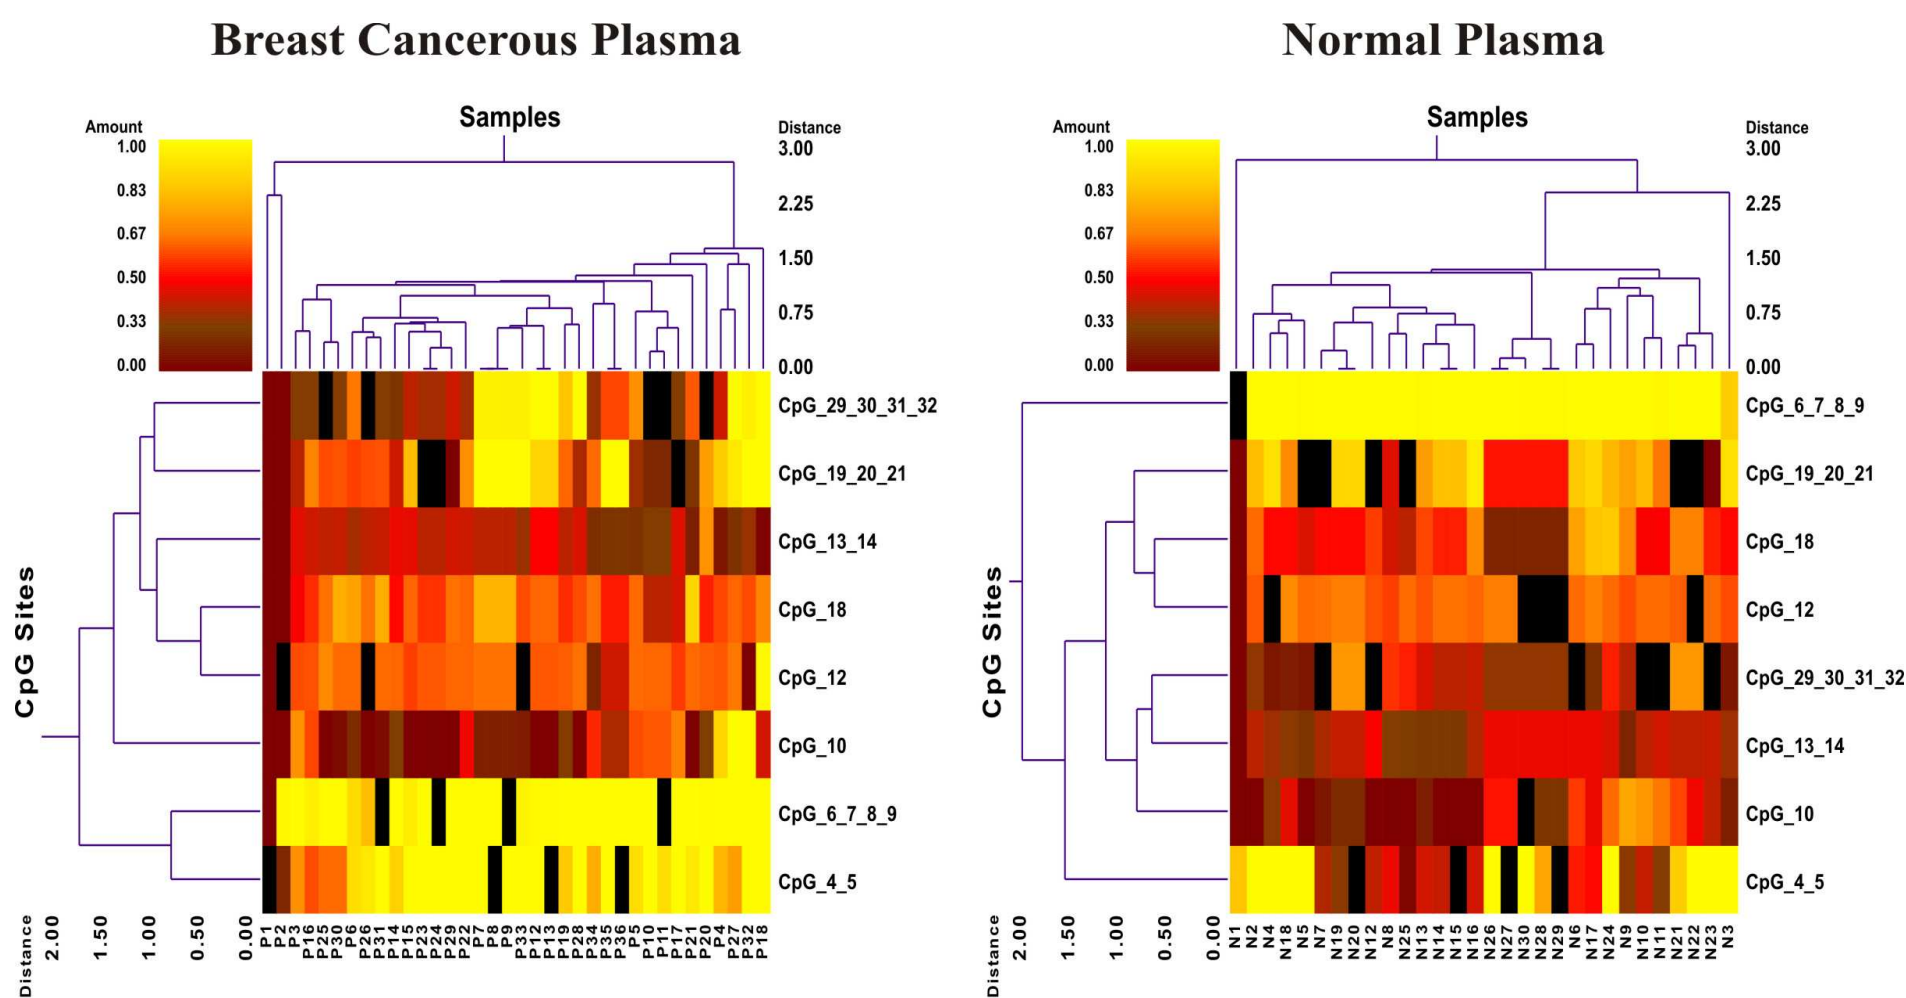 Breast Cancerous Plasma
Samples
Amount
1.00
0.83
0.67
0.50
0.33
0.00
Distance
3.00
2.25
1.50
0.75
0.00
CpG_29_30_31_32
CpG_19_20_21
CpG_13_14
CpG_18
CpG_12
CpG_10
CpG_6_7_8_9
CpG_4_5
CpG Sites
Distance
2.00
1.50
1.00
0.50
0.00
P1
P2
P3
P16
P25
P30
P6
P26
P31
P14
P15
P23
P24
P29
P22
P7
P8
P9
P33
P12
P13
P19
P28
P34
P35
P36
P5
P10
P11
P17
P21
P20
P4
P27
P32
P18
Normal Plasma
Samples
Amount
1.00
0.83
0.67
0.50
0.33
0.00
Distance
3.00
2.25
1.50
0.75
0.00
CpG_6_7_8_9
CpG_19_20_21
CpG_18
CpG_12
CpG_29_30_31_32
CpG_13_14
CpG_10
CpG_4_5
CpG Sites
Distance
2.00
1.50
1.00
0.50
0.00
N1
N2
N4
N18
N5
N7
N19
N20
N12
N8
N25
N13
N14
N15
N16
N26
N27
N30
N28
N29
N6
N17
N24
N9
N10
N11
N21
N22
N23
N3